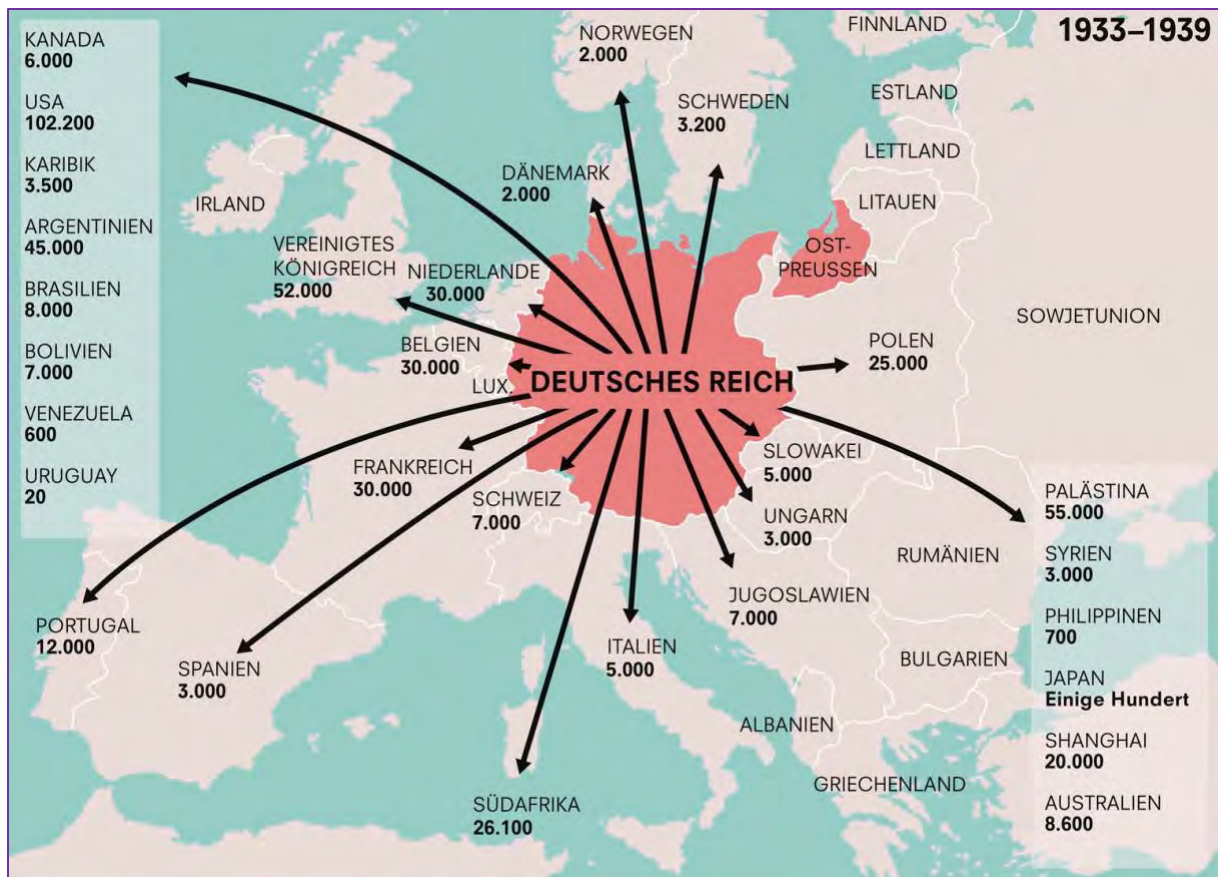 KANADA
6.000
USA
102.200
KARIBIK
3.500
ARGENTINIEN
45.000
BRASILIEN
8.000
BOLIVIEN
7.000
VENEZUELA
600
URUGUAY
20
1933–1939
NORWEGEN
2.000
SCHWEDEN
3.200
FINNLAND
ESTLAND
LETTLAND
LITAUEN
DÄNEMARK
2.000
IRLAND
VEREINIGTES
KÖNIGREICH
52.000
NIEDERLANDE
30.000
OST-
PREUSSEN
SOWJETUNION
BELGIEN
30.000
POLEN
25.000
LUX.
DEUTSCHES REICH
FRANKREICH
30.000
SCHWEIZ
7.000
SLOWAKEI
5.000
UNGARN
3.000
RUMÄNIEN
JUGOSLAWIEN
7.000
PORTUGAL
12.000
SPANIEN
3.000
ITALIEN
5.000
BULGARIEN
ALBANIEN
GRIECHENLAND
SÜDAFRIKA
26.100
PALÄSTINA
55.000
SYRIEN
3.000
PHILIPPINEN
700
JAPAN
Einige Hundert
SHANGHAI
20.000
AUSTRALIEN
8.600